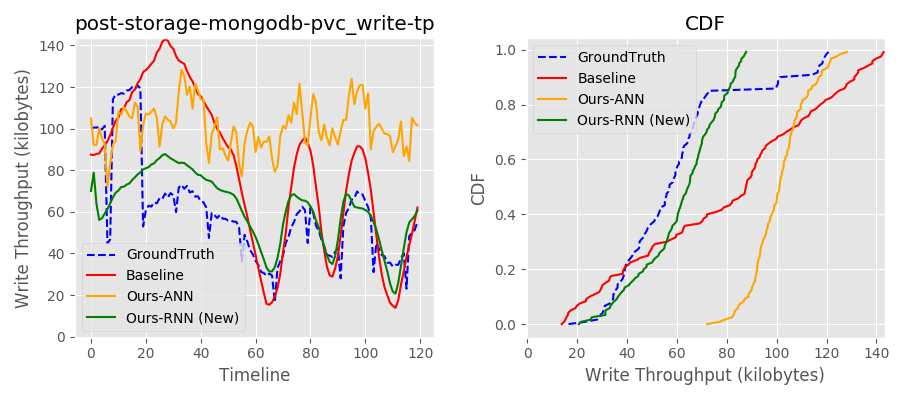 post-storage-mongodb-pvc_write-tp
Write Throughput (kilobytes)
140
120
100
80
60
40
20
0
GroundTruth
Baseline
Ours-ANN
Ours-RNN (New)
0 20 40 60 80 100 120
Timeline
CDF
CDF
1.0
0.8
0.6
0.4
0.2
0.0
GroundTruth
Baseline
Ours-ANN
Ours-RNN (New)
0 20 40 60 80 100 120 140
Write Throughput (kilobytes)